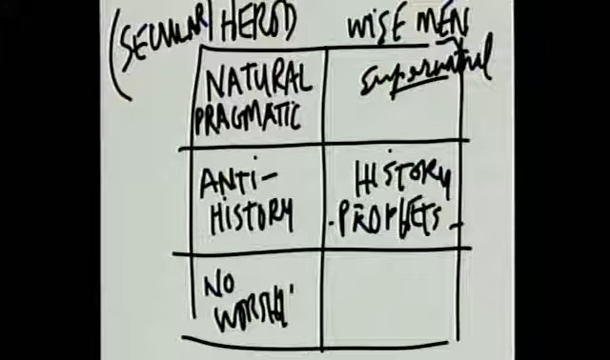 (SECULAR) HEROD
WISE MEN
NATURAL
PRAGMATIC
supernatural
ANTI-
HISTORY
HISTORY
PROPHETS
NO
WORSHIP